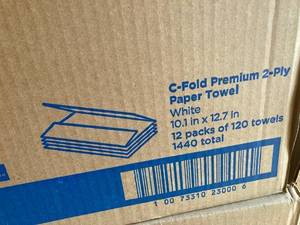 C-Fold Premium 2-Ply
Paper Towel
White
10.1 in x 12.7 in
12 packs of 120 towels
1440 total
1 00 73310 23000 6